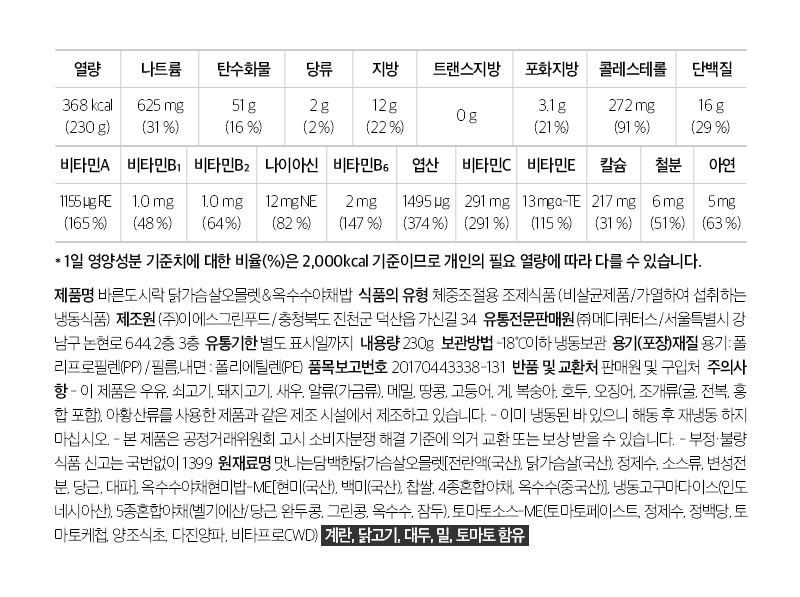 열량 나트륨 탄수화물 당류 지방 트랜스지방 포화지방 콜레스테롤 단백질
368 kcal (230 g) 625 mg (31 %) 51 g (16 %) 2 g (2%) 12 g (22 %) 0 g 3.1 g (21 %) 272 mg (91 %) 16 g (29 %)
비타민A 비타민B₁ 비타민B₂ 나이아신 비타민B₆ 엽산 비타민C 비타민E 칼슘 철분 아연
1155 μg RE (165 %) 1.0 mg (48 %) 1.0 mg (64 %) 12 mg NE (82 %) 2 mg (147 %) 1495 μg (374 %) 291 mg (291 %) 13 mg α-TE (115 %) 217 mg (31 %) 6 mg (51 %) 5 mg (63 %)
* 1일 영양성분 기준치에 대한 비율(%)은 2,000kcal 기준이므로 개인의 필요 열량에 따라 다를 수 있습니다.
제품명 바른도시락 닭가슴살오믈렛&옥수수야채밥 식품의 유형 체중조절용 조제식품 (비살균제품/가열하여 섭취하는
냉동식품) 제조원 (주)이에스그린푸드/충청북도 진천군 덕산읍 가신길 34 유통전문판매원 ㈜메디쿼터스/서울특별시 강
남구 논현로 644, 2층 3층 유통기한 별도 표시일까지 내용량 230g 보관방법 -18℃이하 냉동보관 용기(포장)재질 용기 : 폴
리프로필렌(PP) / 필름,내면 : 폴리에틸렌(PE) 품목보고번호 20170443338-131 반품 및 교환처 판매원 및 구입처 주의사
항 - 이 제품은 우유, 쇠고기, 돼지고기, 새우, 알류(가금류), 메밀, 땅콩, 고등어, 게, 복숭아, 호두, 오징어, 조개류(굴, 전복, 홍
합 포함), 아황산류를 사용한 제품과 같은 제조 시설에서 제조하고 있습니다. - 이미 냉동된 바 있으니 해동 후 재냉동 하지
마십시오. - 본 제품은 공정거래위원회 고시 소비자분쟁 해결 기준에 의거 교환 또는 보상 받을 수 있습니다. - 부정·불량
식품 신고는 국번없이 1399 원재료명 맛나는담백한닭가슴살오믈렛[전란액(국산), 닭가슴살(국산), 정제수, 소스류, 변성전
분, 당근, 대파], 옥수수야채현미밥-ME[현미(국산), 백미(국산), 찹쌀, 4종혼합야채, 옥수수(중국산)], 냉동고구마다이스(인도
네시아산), 5종혼합야채(벨기에산/당근, 완두콩, 그린콩, 옥수수, 잠두), 토마토소스-ME(토마토페이스트, 정제수, 정백당, 토
마토케첩, 양조식초, 다진양파, 비타프로CWD) 계란, 닭고기, 대두, 밀, 토마토 함유